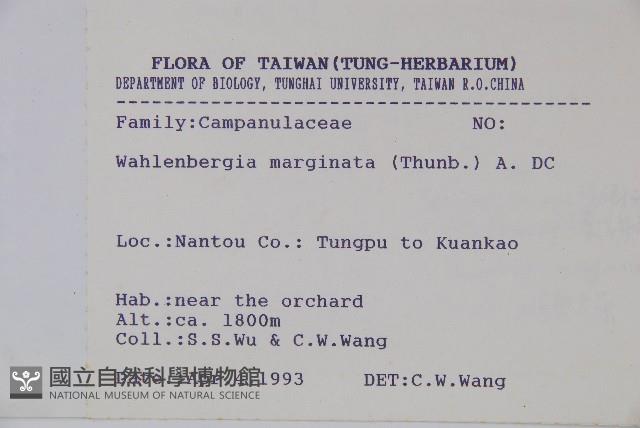 FLORA OF TAIWAN(TUNG-HERBARIUM)
DEPARTMENT OF BIOLOGY, TUNGHAI UNIVERSITY, TAIWAN R.O.CHINA
Family:Campanulaceae NO:
Wahlenbergia marginata (Thunb.) A. DC
Loc.:Nantou Co.: Tungpu to Kuankao
Hab.:near the orchard
Alt.:ca. 1800m
Coll.:S.S.Wu & C.W.Wang
1993 DET:C.W.Wang
國立自然科學博物館
NATIONAL MUSEUM OF NATURAL SCIENCE